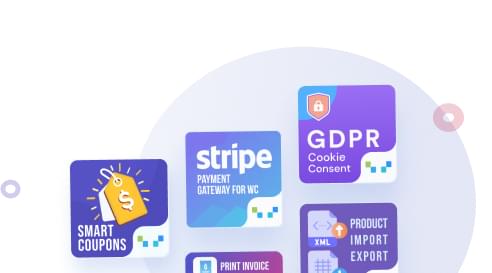 GDPR
Cookie
Consent
stripe
PAYMENT
GATEWAY FOR WC
$
SMART
COUPONS
XML
PRODUCT
IMPORT
EXPORT
PRINT INVOICE